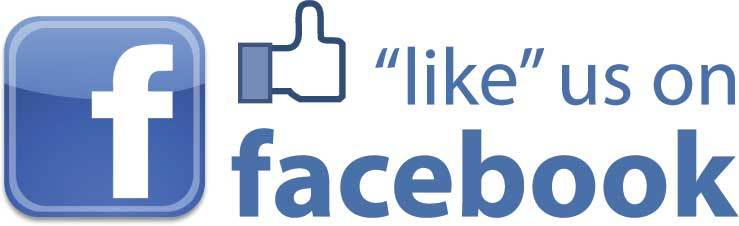 f
“like” us on
facebook